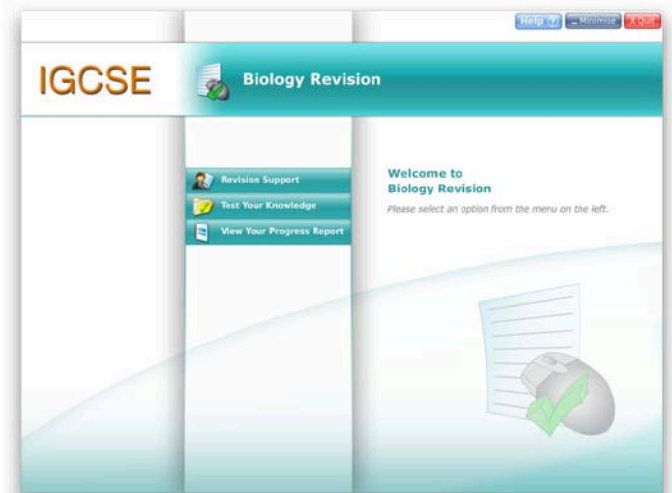 Help ?
Minimise
X Quit
IGCSE
Biology Revision
Revision Support
Test Your Knowledge
View Your Progress Report
Welcome to
Biology Revision
Please select an option from the menu on the left.